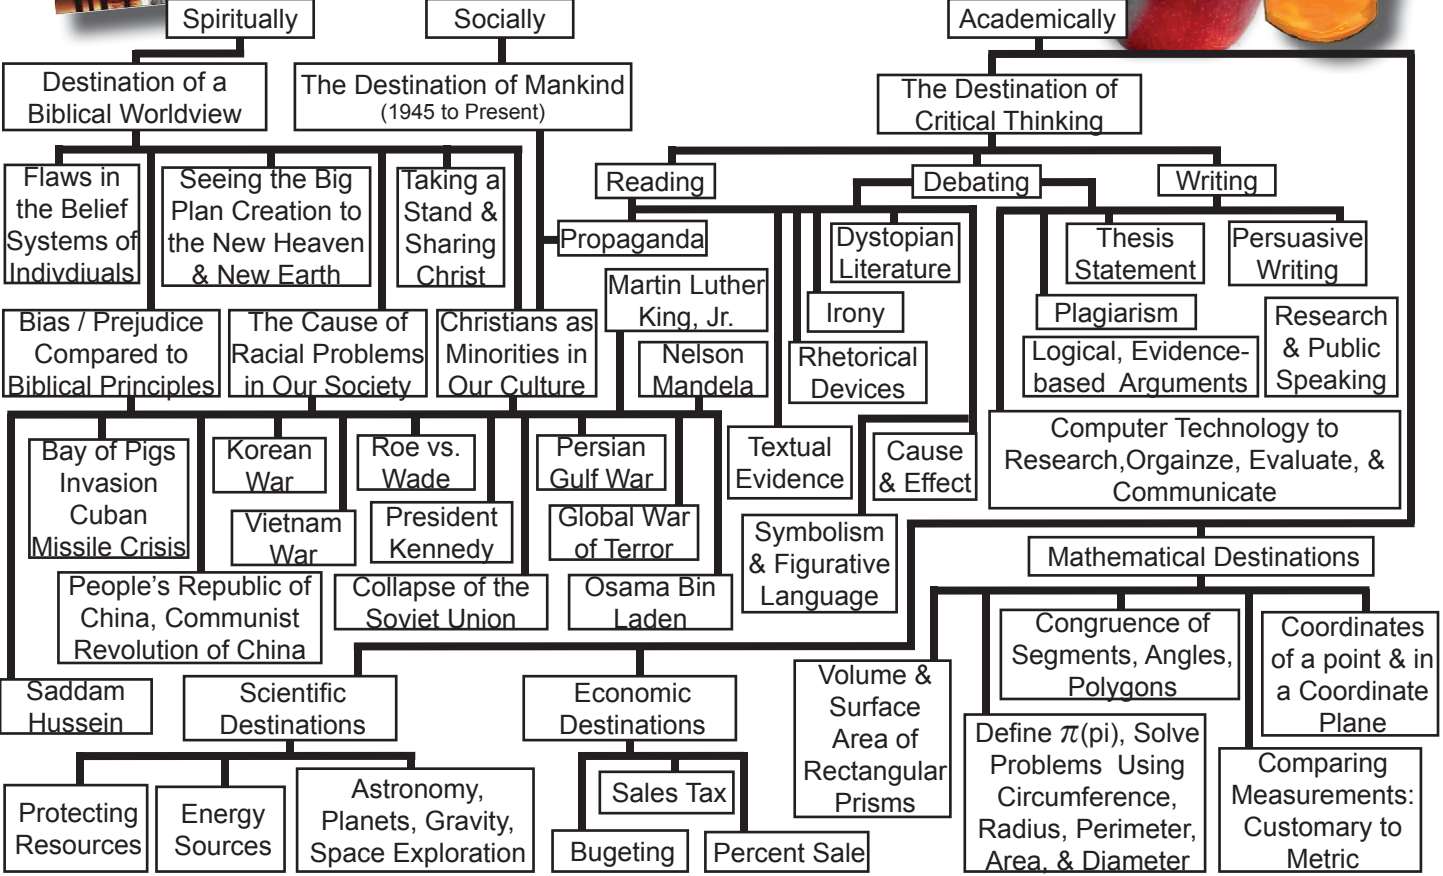 Spiritually
Socially
Academically
Destination of a
Biblical Worldview
The Destination of Mankind
(1945 to Present)
The Destination of
Critical Thinking
Flaws in
the Belief
Systems of
Indivdiuals
Seeing the Big
Plan Creation to
the New Heaven
& New Earth
Taking a
Stand &
Sharing
Christ
Reading
Debating
Writing
Propaganda
Dystopian
Literature
Thesis
Statement
Persuasive
Writing
Martin Luther
King, Jr.
Irony
Plagiarism
Research
& Public
Speaking
Bias / Prejudice
Compared to
Biblical Principles
The Cause of
Racial Problems
in Our Society
Christians as
Minorities in
Our Culture
Nelson
Mandela
Rhetorical
Devices
Logical, Evidence-
based Arguments
Bay of Pigs
Invasion
Cuban
Missile Crisis
Korean
War
Roe vs.
Wade
Persian
Gulf War
Textual
Evidence
Cause
& Effect
Computer Technology to
Research,Orgainze, Evaluate, &
Communicate
Vietnam
War
President
Kennedy
Global War
of Terror
Symbolism
& Figurative
Language
Mathematical Destinations
People's Republic of
China, Communist
Revolution of China
Collapse of the
Soviet Union
Osama Bin
Laden
Saddam
Hussein
Scientific
Destinations
Economic
Destinations
Volume &
Surface
Area of
Rectangular
Prisms
Congruence of
Segments, Angles,
Polygons
Coordinates
of a point & in
a Coordinate
Plane
Define π(pi), Solve
Problems Using
Circumference,
Radius, Perimeter,
Area, & Diameter
Comparing
Measurements:
Customary to
Metric
Protecting
Resources
Energy
Sources
Astronomy,
Planets, Gravity,
Space Exploration
Sales Tax
Bugeting
Percent Sale